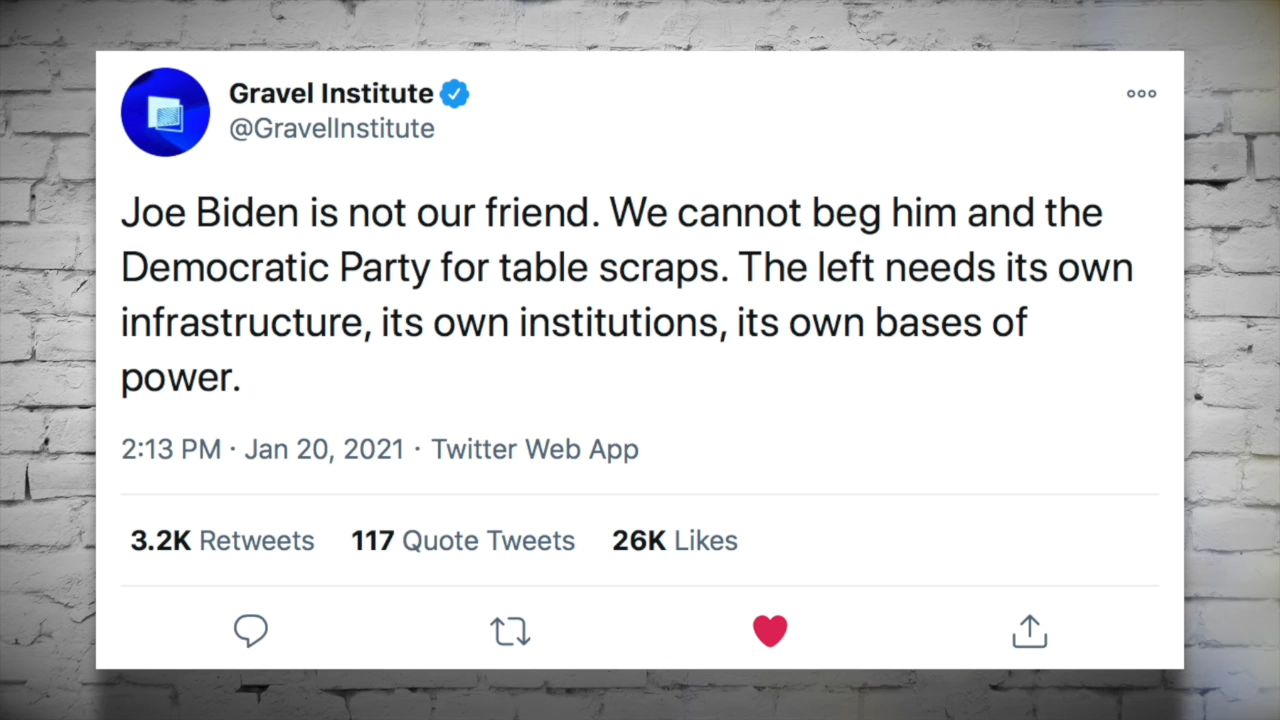 Gravel Institute
@GravelInstitute
Joe Biden is not our friend. We cannot beg him and the
Democratic Party for table scraps. The left needs its own
infrastructure, its own institutions, its own bases of
power.
2:13 PM · Jan 20, 2021 · Twitter Web App
3.2K Retweets 117 Quote Tweets 26K Likes